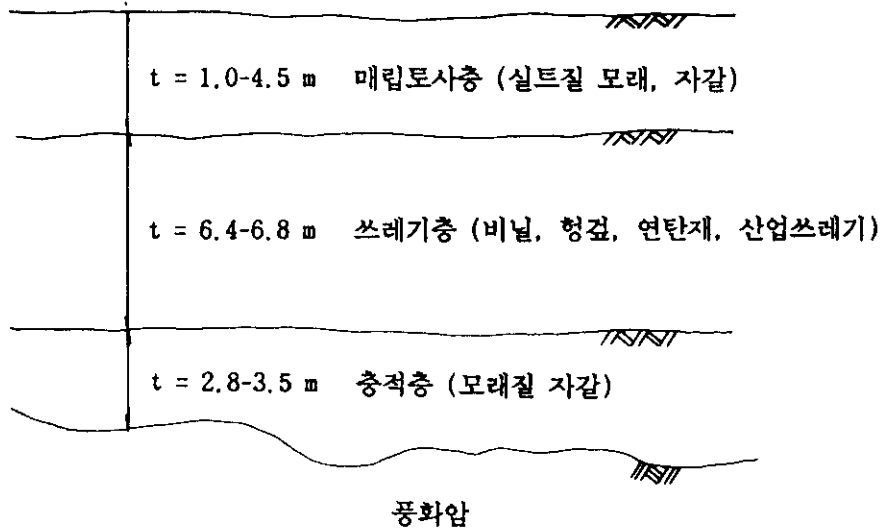 t = 1.0-4.5 m 매립토사층 (실트질 모래, 자갈)
t = 6.4-6.8 m 쓰레기층 (비닐, 헝겊, 연탄재, 산업쓰레기)
t = 2.8-3.5 m 충적층 (모래질 자갈)
풍화암